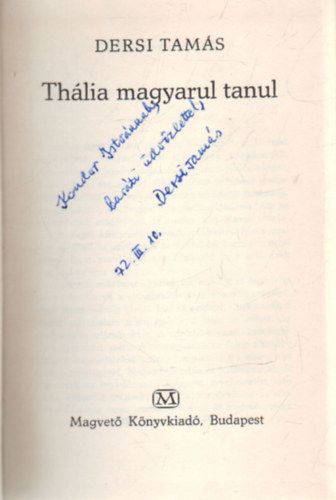 DERSI TAMÁS
Thália magyarul tanul
Kondor Istvánnak,
baráti üdvözlettel,
Dersi Tamás
72. III. 10.
M
Magvető Könyvkiadó, Budapest